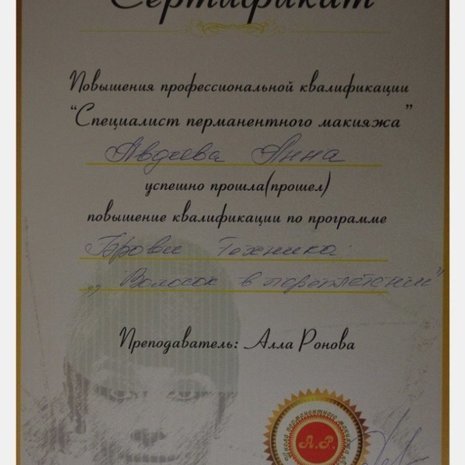 Сертификат
Повышения профессиональной квалификации
“Специалист перманентного макияжа”
Авдеева Анна
успешно прошла(прошел)
повышение квалификации по программе
Брови Техника
„Волосок в переплетении"
Преподаватель: Алла Ронова
А.Р.